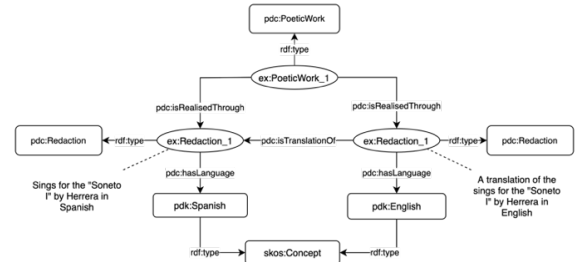 pdc:PoeticWork
rdf:type
ex:PoeticWork_1
pdc:isRealisedThrough
pdc:isRealisedThrough
pdc:Redaction
rdf:type
ex:Redaction_1
pdc:isTranslationOf
ex:Redaction_1
rdf:type
pdc:Redaction
pdc:hasLanguage
pdc:hasLanguage
Sings for the "Soneto
I" by Herrera in
Spanish
A translation of the
sings for the "Soneto
I" by Herrera in
English
pdk:Spanish
pdk:English
rdf:type
skos:Concept
rdf:type